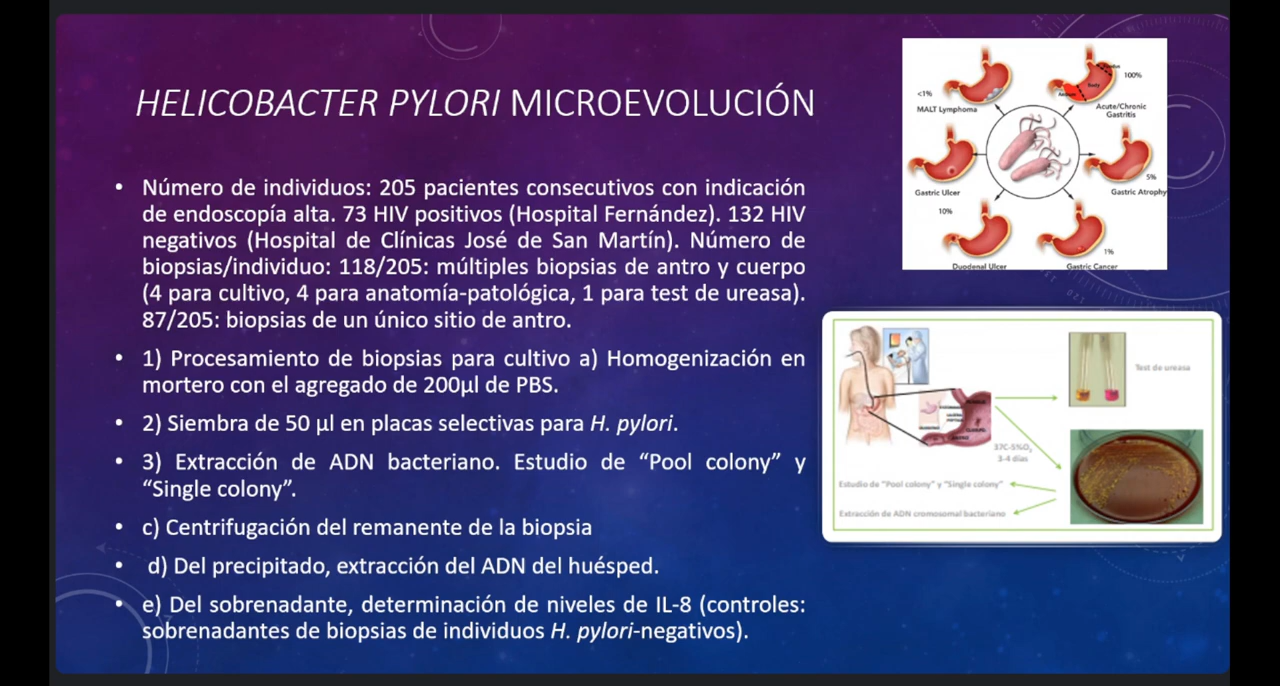 HELICOBACTER PYLORI MICROEVOLUCIÓN
• Número de individuos: 205 pacientes consecutivos con indicación
de endoscopía alta. 73 HIV positivos (Hospital Fernández). 132 HIV
negativos (Hospital de Clínicas José de San Martín). Número de
biopsias/individuo: 118/205: múltiples biopsias de antro y cuerpo
(4 para cultivo, 4 para anatomía-patológica, 1 para test de ureasa).
87/205: biopsias de un único sitio de antro.
• 1) Procesamiento de biopsias para cultivo a) Homogenización en
mortero con el agregado de 200µl de PBS.
• 2) Siembra de 50 µl en placas selectivas para H. pylori.
• 3) Extracción de ADN bacteriano. Estudio de “Pool colony” y
“Single colony”.
• c) Centrifugación del remanente de la biopsia
• d) Del precipitado, extracción del ADN del huésped.
• e) Del sobrenadante, determinación de niveles de IL-8 (controles:
sobrenadantes de biopsias de individuos H. pylori-negativos).
<1%
MALT Lymphoma
Body
100%
Acute/Chronic
Gastritis
Gastric Ulcer
5%
Gastric Atrophy
10%
Duodenal Ulcer
1%
Gastric Cancer
Test de ureasa
37C-5%O2
3-4 días
Estudio de “Pool colony” y “Single colony”
Extracción de ADN cromosomal bacteriano